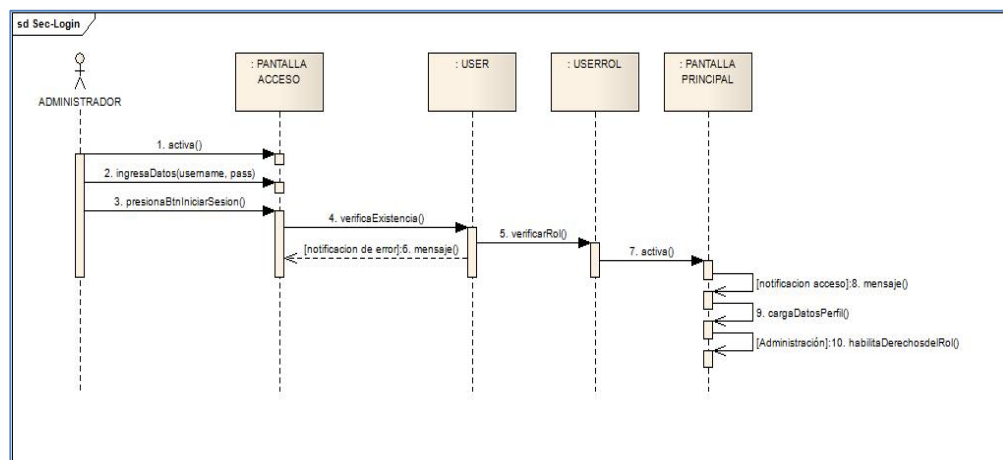 sd Sec-Login
ADMINISTRADOR
: PANTALLA
ACCESO
: USER
: USERROL
: PANTALLA
PRINCIPAL
1. activa()
2. ingresaDatos(username, pass)
3. presionaBtnIniciarSesion()
4. verificaExistencia()
5. verificarRol()
[notificacion de error]:6. mensaje()
7. activa()
[notificacion acceso]:8. mensaje()
9. cargaDatosPerfil()
[Administración]:10. habilitaDerechosdelRol()